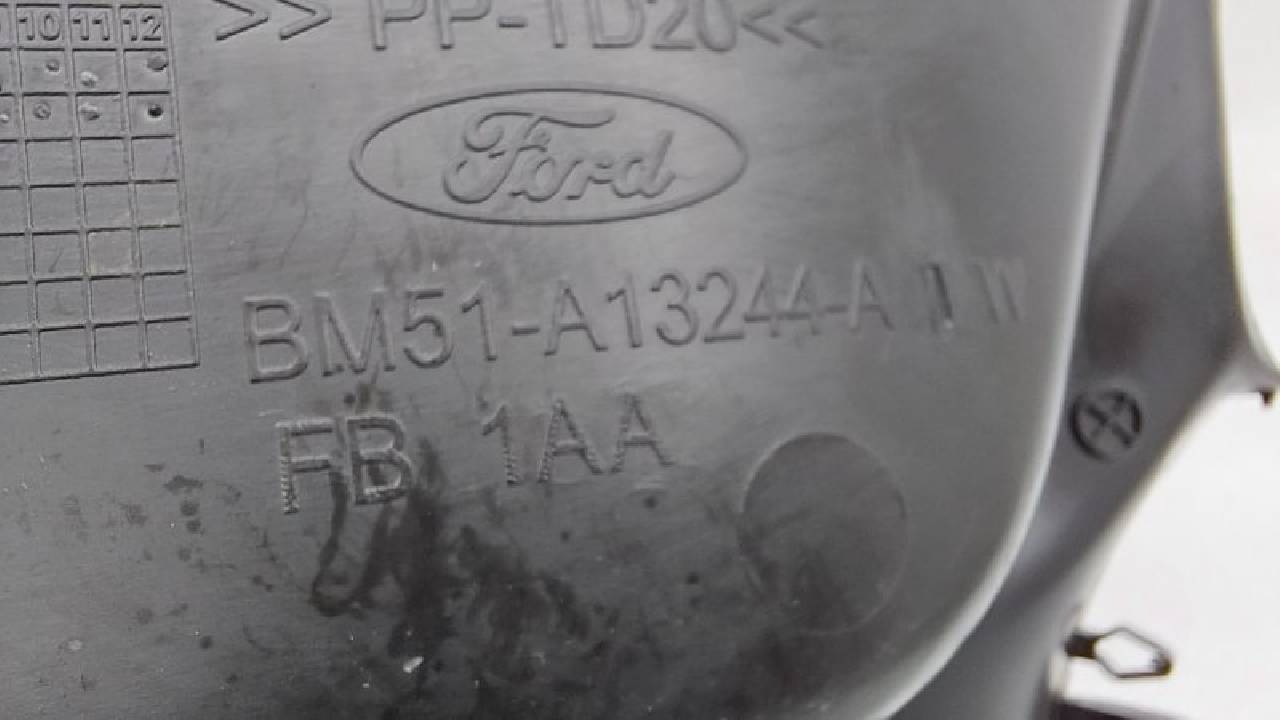 10 11 12
>> PP-TD20<<
Ford
BM51-A13244-A W
FB 1AA